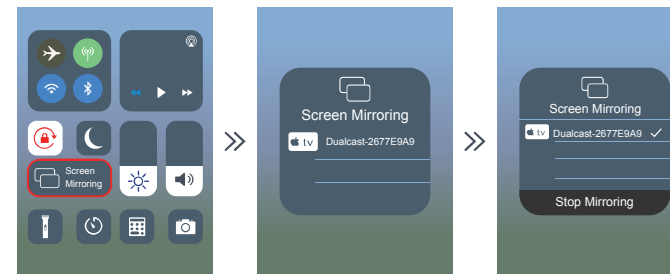 Screen
Mirroring
Screen Mirroring
tv Dualcast-2677E9A9
Screen Mirroring
tv Dualcast-2677E9A9
Stop Mirroring